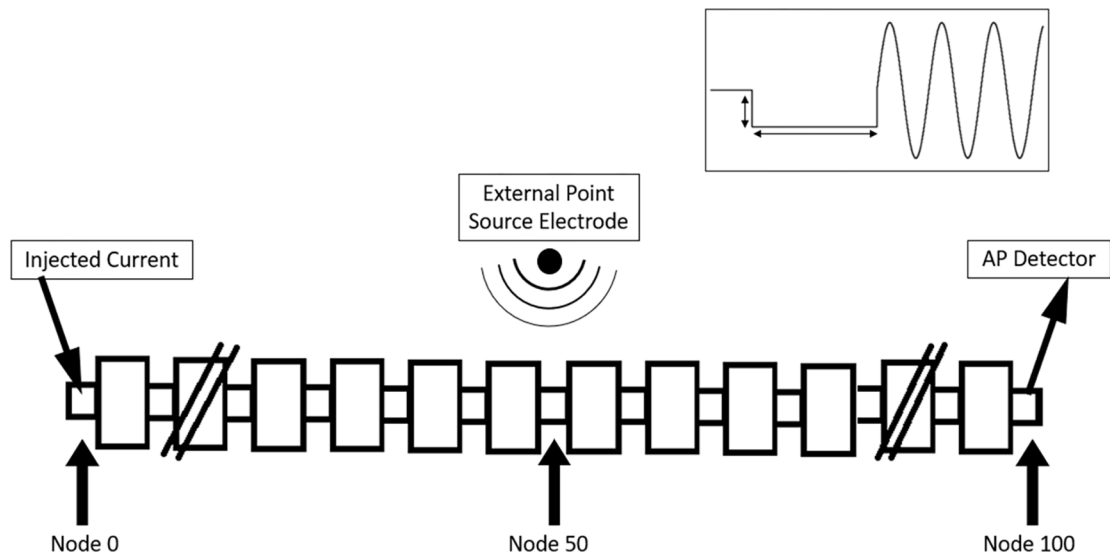 External Point
Source Electrode
Injected Current
AP Detector
Node 0
Node 50
Node 100